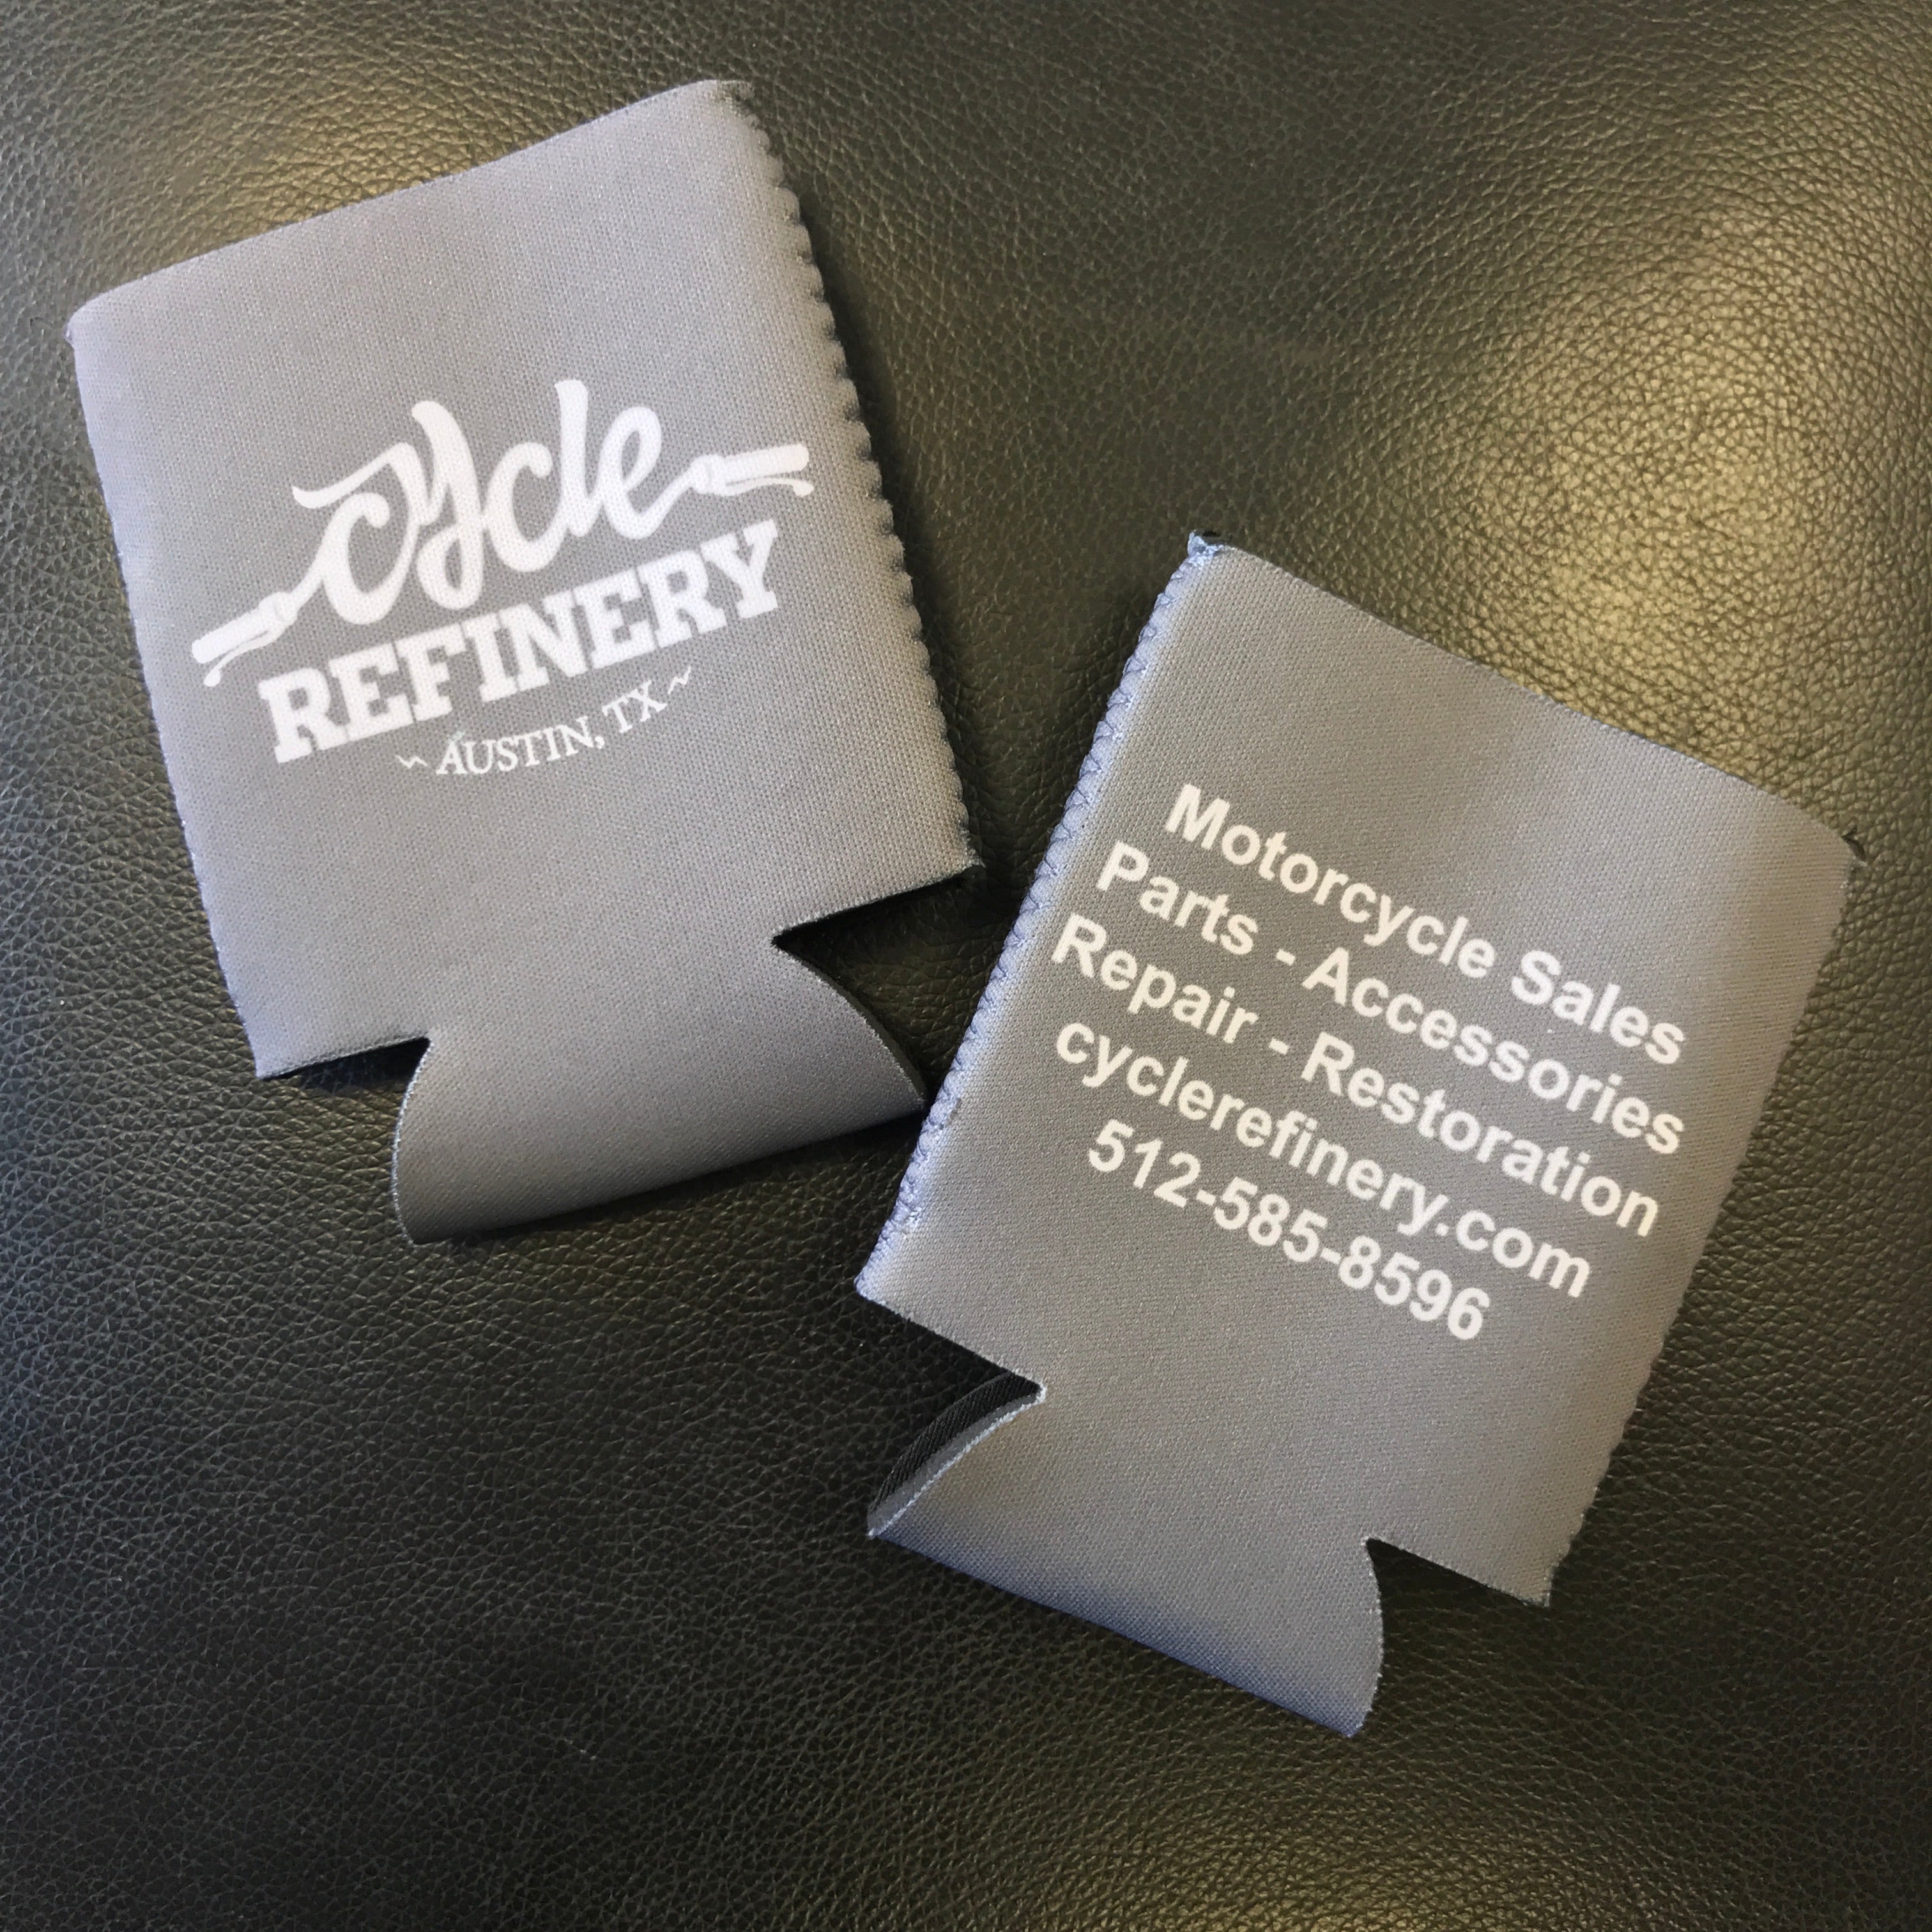 cycle
REFINERY
~ AUSTIN, TX ~
Motorcycle Sales
Parts - Accessories
Repair - Restoration
cyclerefinery.com
512-585-8596